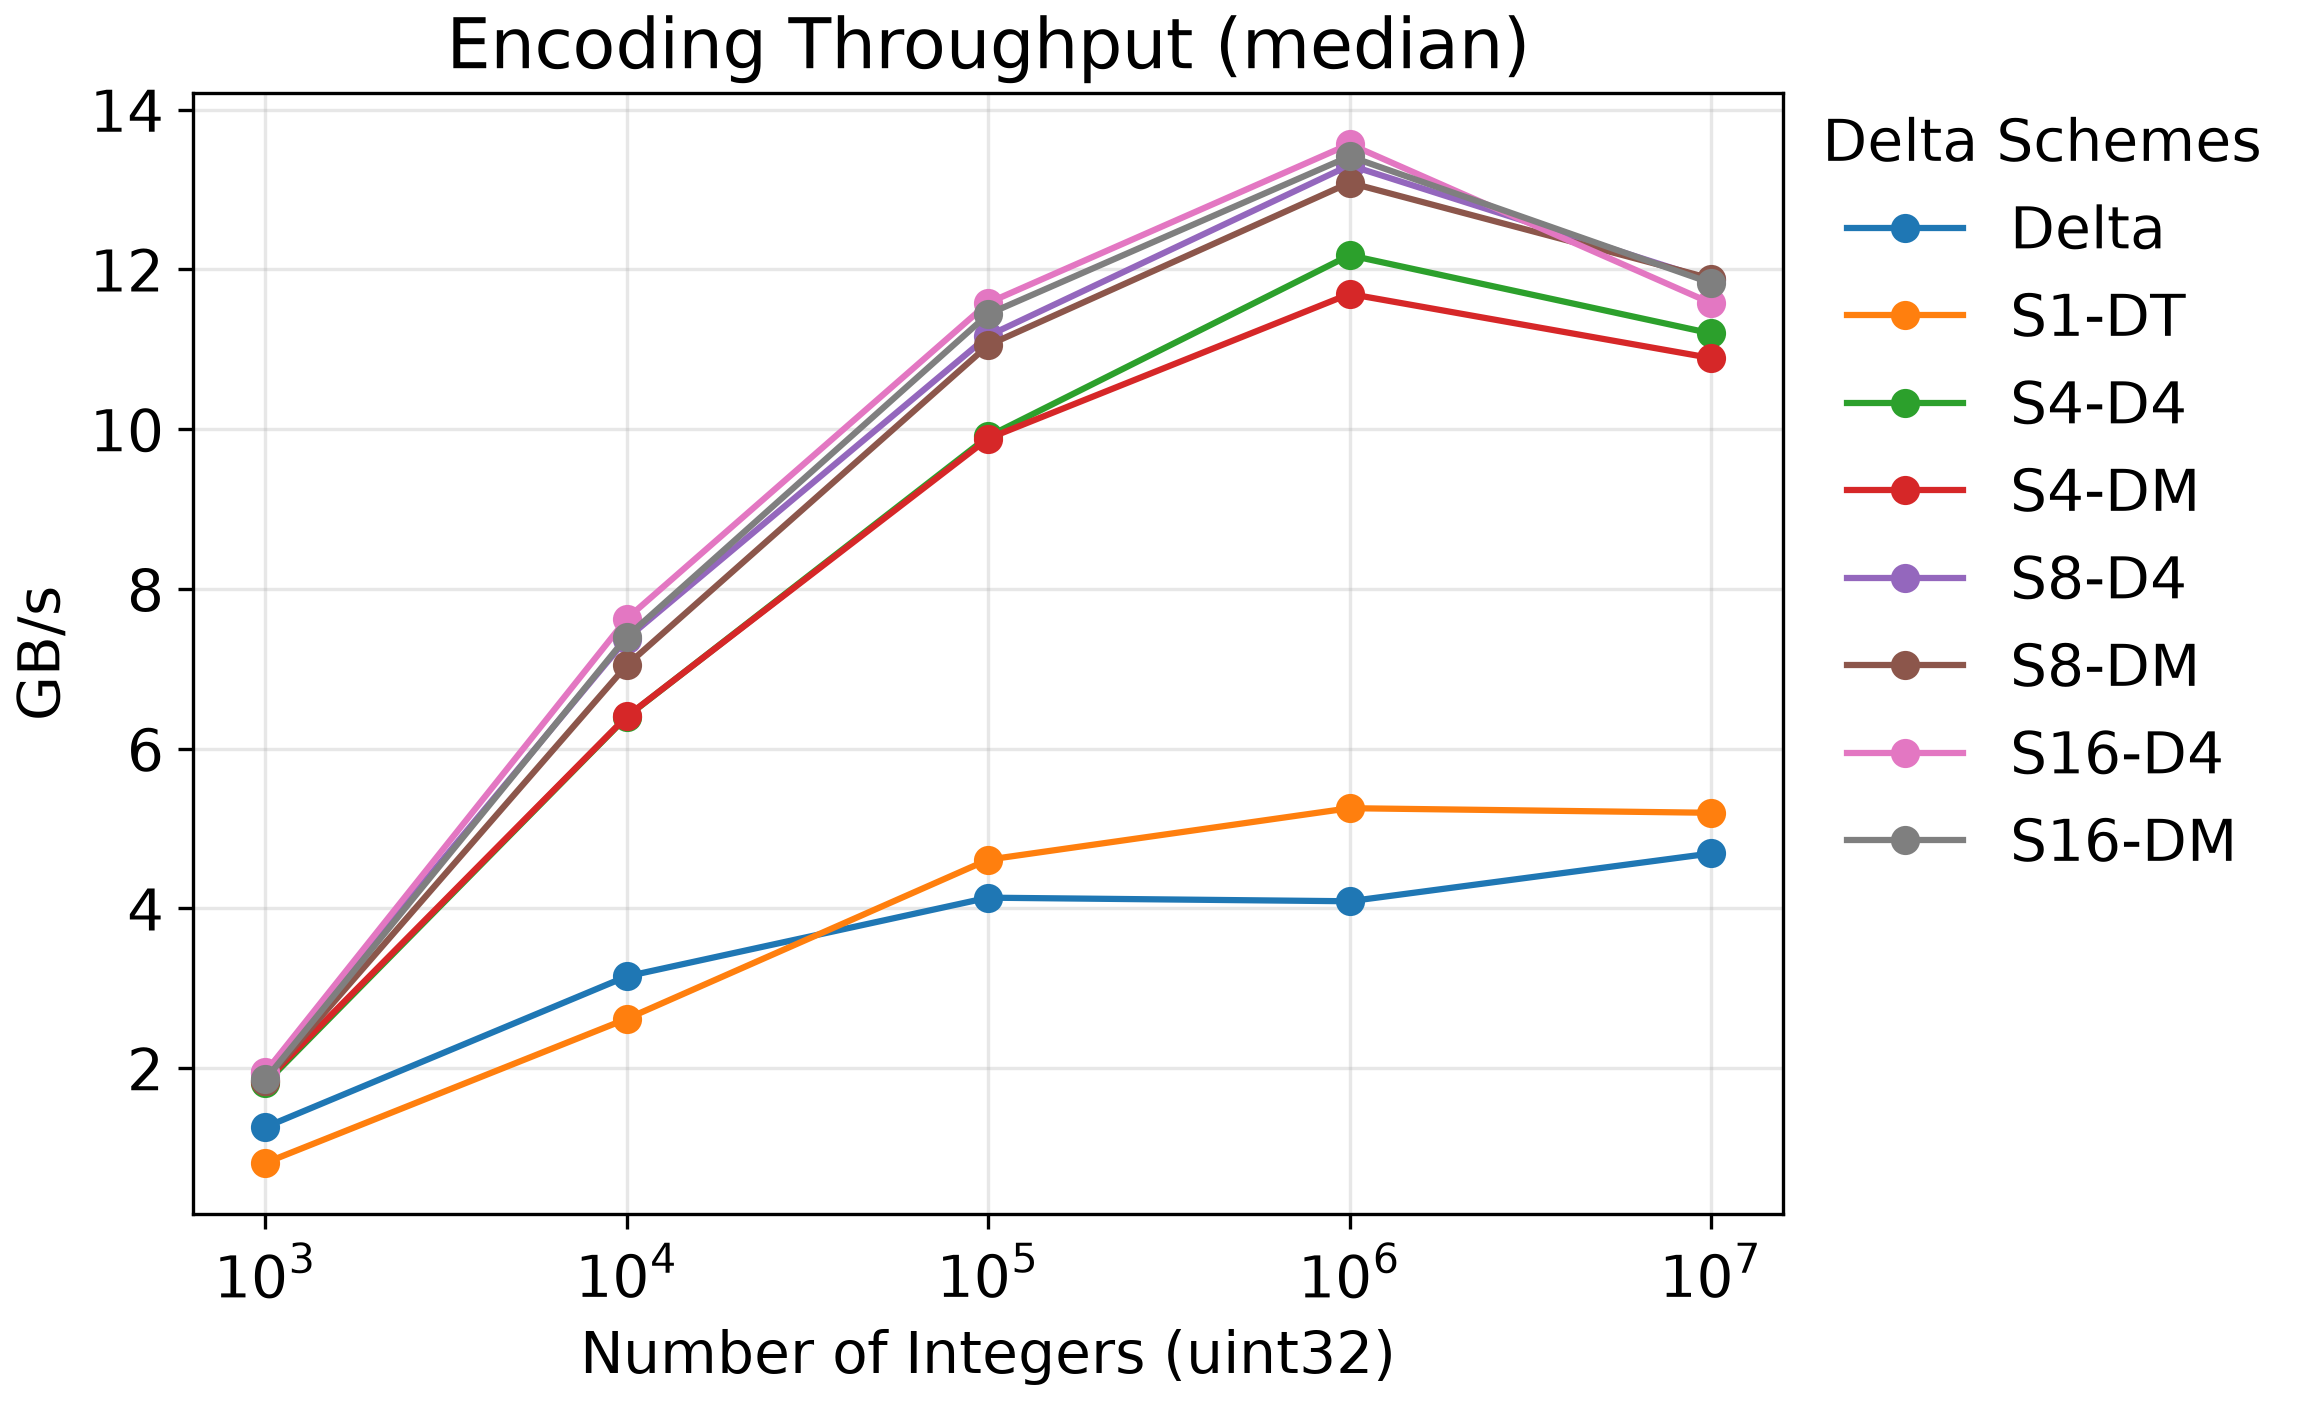 Encoding Throughput (median)
14
12
10
8
6
4
2
GB/s
10³
10⁴
10⁵
10⁶
10⁷
Number of Integers (uint32)
Delta Schemes
Delta
S1-DT
S4-D4
S4-DM
S8-D4
S8-DM
S16-D4
S16-DM